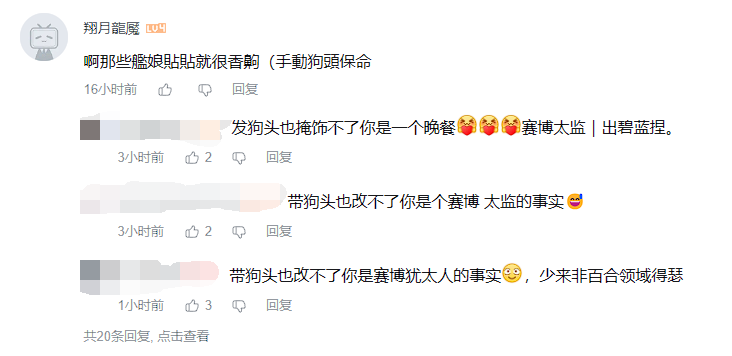 翔月龍魘 LV4
啊那些艦娘貼貼就很香齁（手動狗頭保命
16小时前 回复
发狗头也掩饰不了你是一个晚餐😝😝😝赛博太监｜出碧蓝捏。
3小时前 2 回复
带狗头也改不了你是个赛博 太监的事实😅
3小时前 2 回复
带狗头也改不了你是赛博犹太人的事实😳，少来非百合领域得瑟
1小时前 3 回复
共20条回复, 点击查看